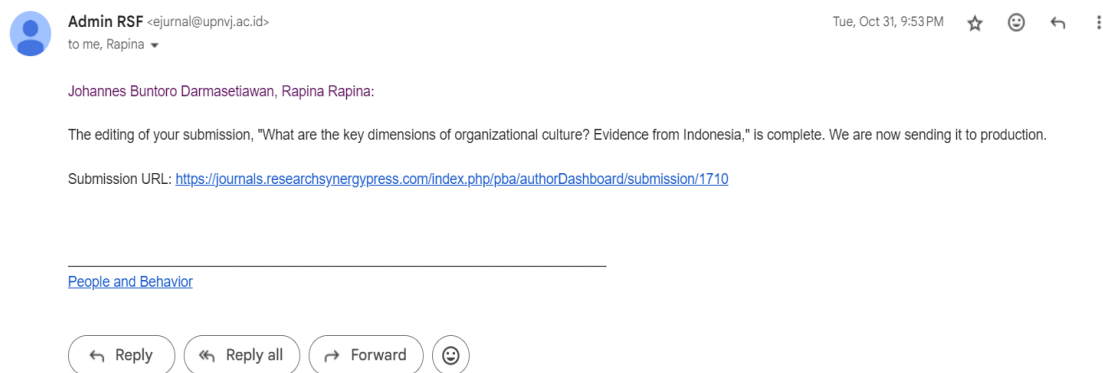 Admin RSF <ejurnal@upnvj.ac.id>
Tue, Oct 31, 9:53 PM
to me, Rapina
Johannes Buntoro Darmasetiawan, Rapina Rapina:
The editing of your submission, "What are the key dimensions of organizational culture? Evidence from Indonesia," is complete. We are now sending it to production.
Submission URL: https://journals.researchsynergypress.com/index.php/pba/authorDashboard/submission/1710
People and Behavior
Reply
Reply all
Forward